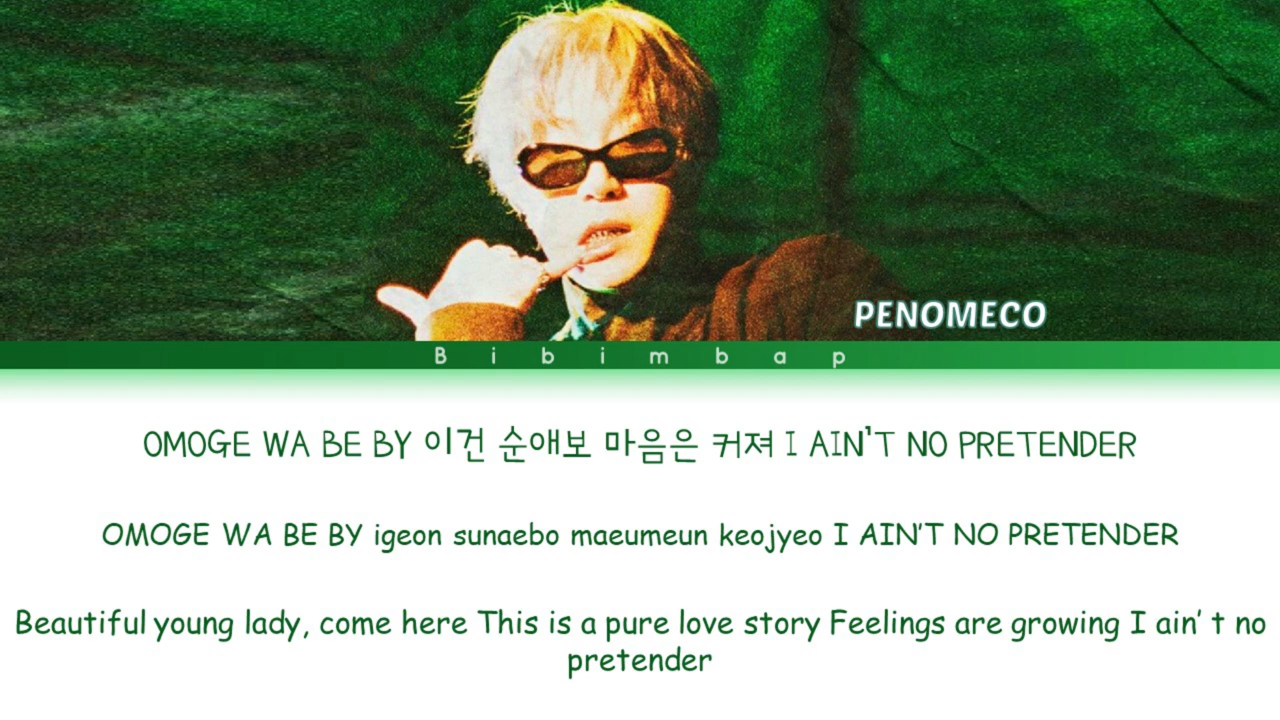 PENOMECO
Bibimbap
OMOGE WA BE BY 이건 순애보 마음은 커져 I AIN'T NO PRETENDER
OMOGE WA BE BY igeon sunaebo maeumeun keojyeo I AIN'T NO PRETENDER
Beautiful young lady, come here This is a pure love story Feelings are growing I ain' t no
pretender